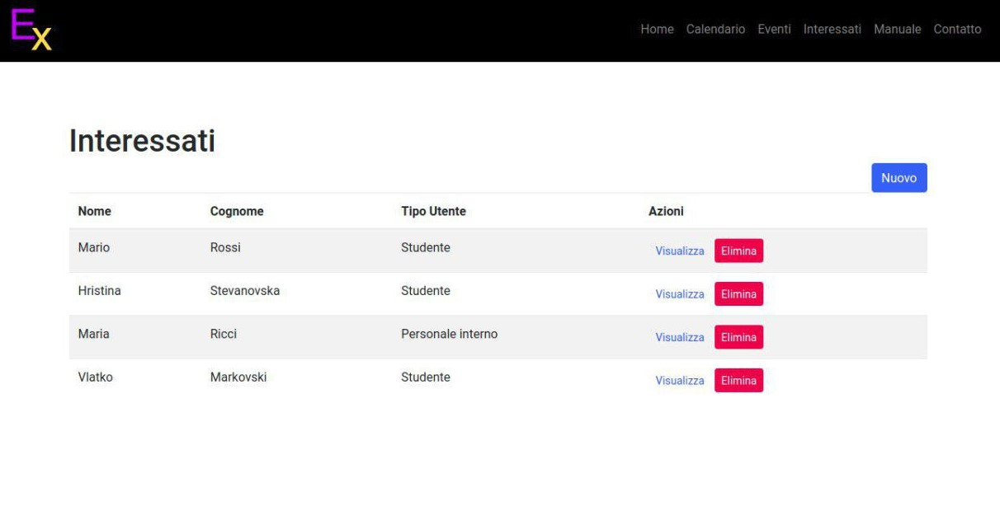 Ex
Home Calendario Eventi Interessati Manuale Contatto
Interessati
Nuovo
Nome Cognome Tipo Utente Azioni
Mario Rossi Studente Visualizza Elimina
Hristina Stevanovska Studente Visualizza Elimina
Maria Ricci Personale interno Visualizza Elimina
Vlatko Markovski Studente Visualizza Elimina